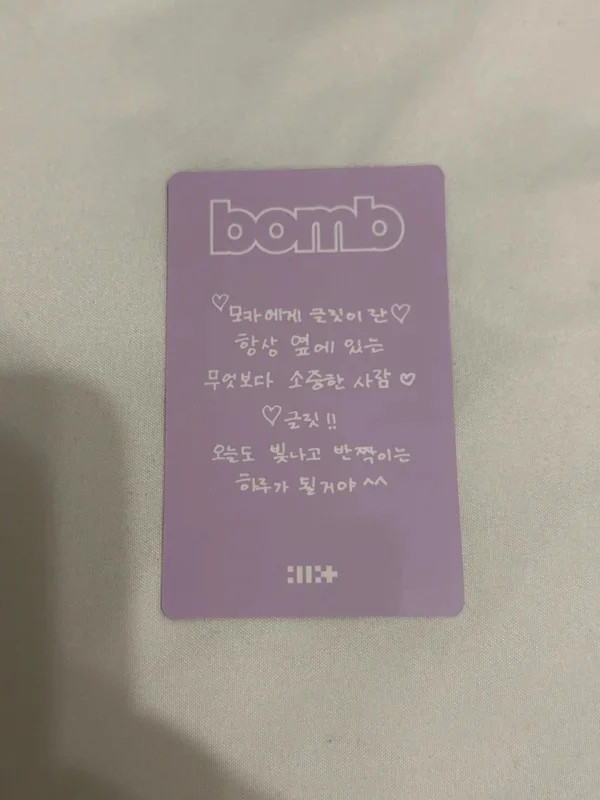 bomb
♡모카에게 글릿이란♡
항상 옆에 있는
무엇보다 소중한 사람♡
♡글릿!!
오늘도 빛나고 반짝이는
하루가 될거야^^